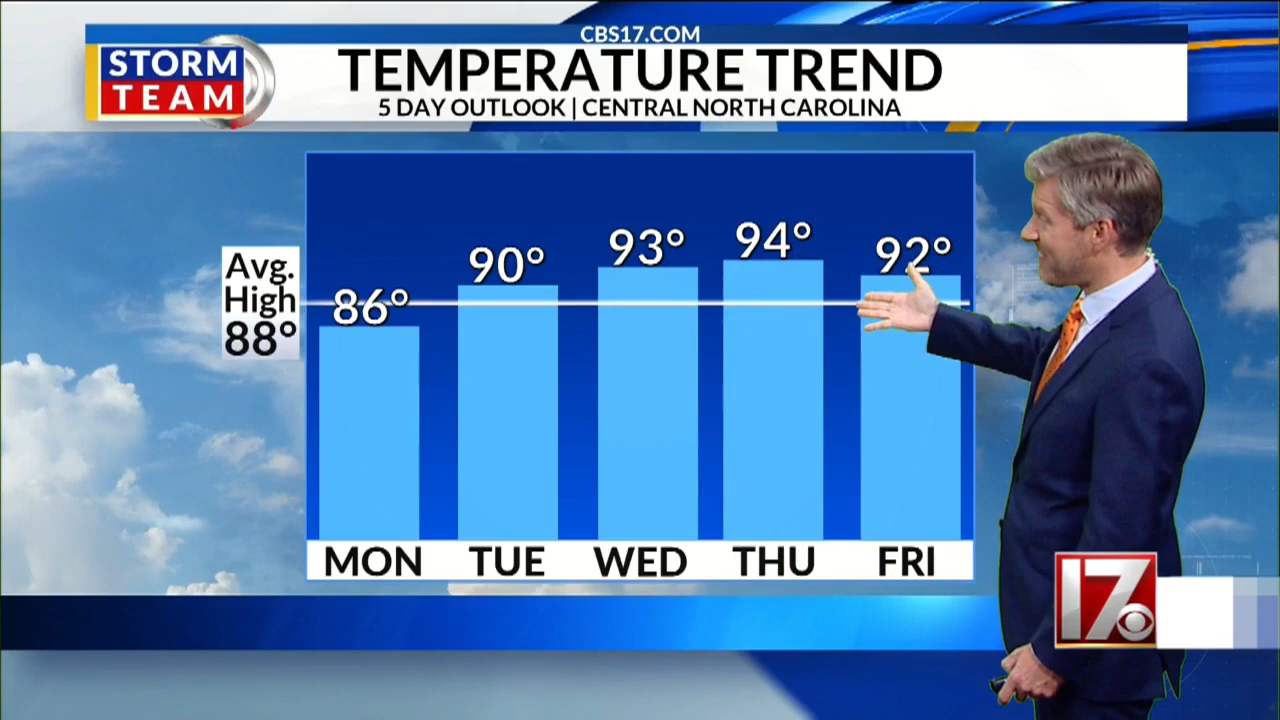 CBS17.COM
STORM
TEAM
TEMPERATURE TREND
5 DAY OUTLOOK | CENTRAL NORTH CAROLINA
Avg.
High
88°
86°
90°
93°
94°
92°
MON
TUE
WED
THU
FRI
17